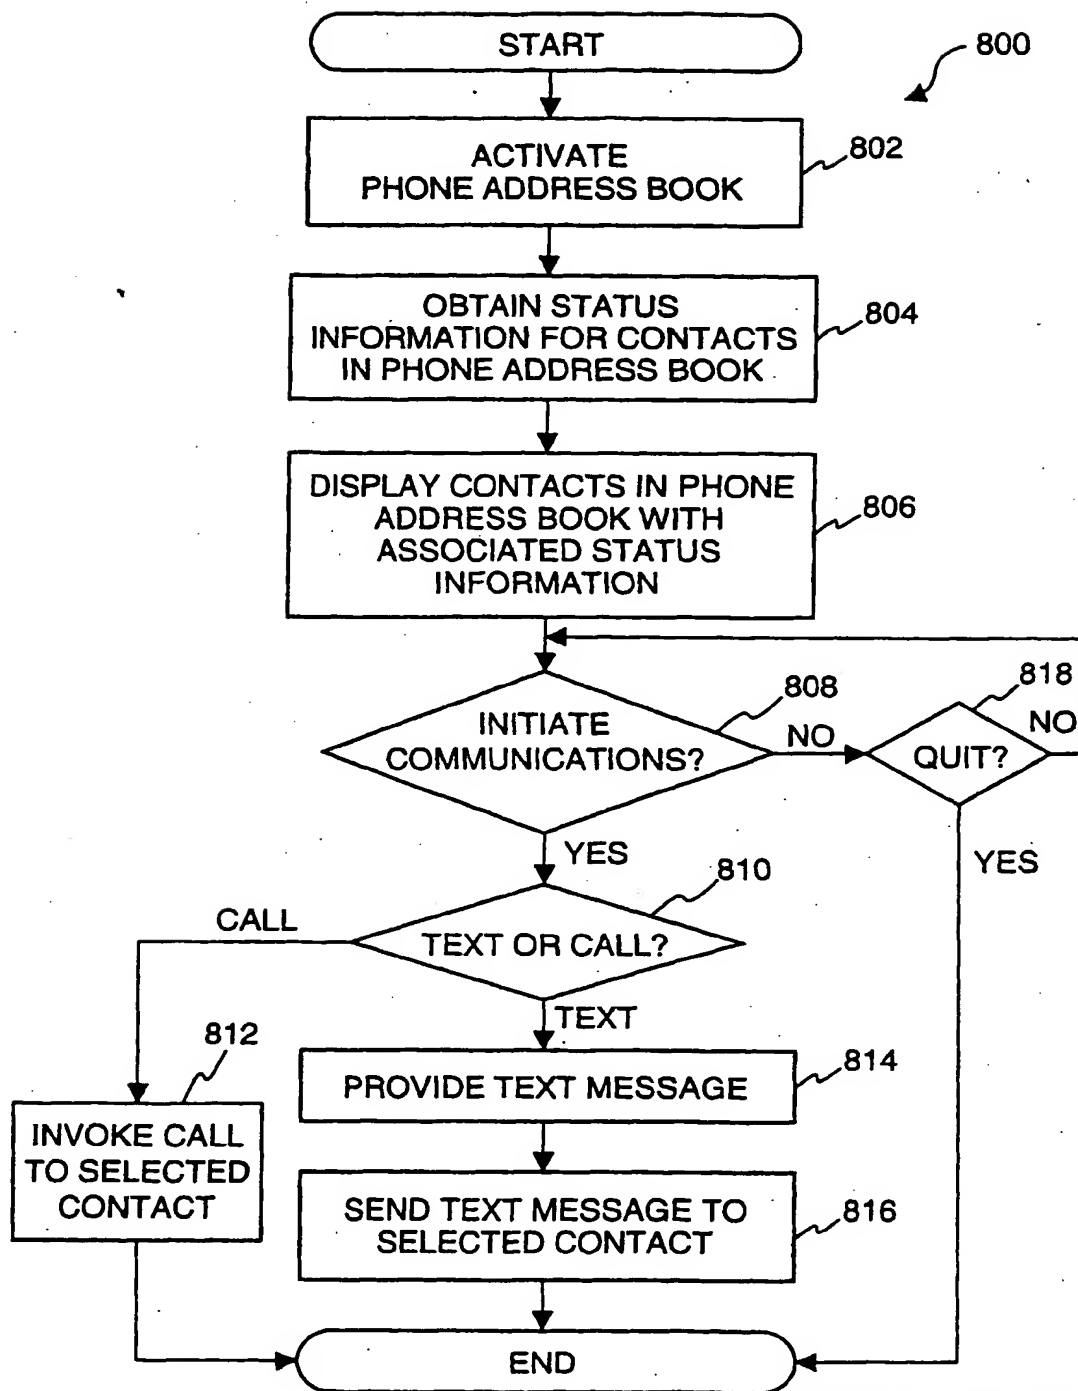 START
800
ACTIVATE
PHONE ADDRESS BOOK
802
OBTAIN STATUS
INFORMATION FOR CONTACTS
IN PHONE ADDRESS BOOK
804
DISPLAY CONTACTS IN PHONE
ADDRESS BOOK WITH
ASSOCIATED STATUS
INFORMATION
806
INITIATE
COMMUNICATIONS?
808
NO
QUIT?
818
NO
YES
YES
TEXT OR CALL?
810
CALL
TEXT
812
INVOKE CALL
TO SELECTED
CONTACT
PROVIDE TEXT MESSAGE
814
SEND TEXT MESSAGE TO
SELECTED CONTACT
816
END